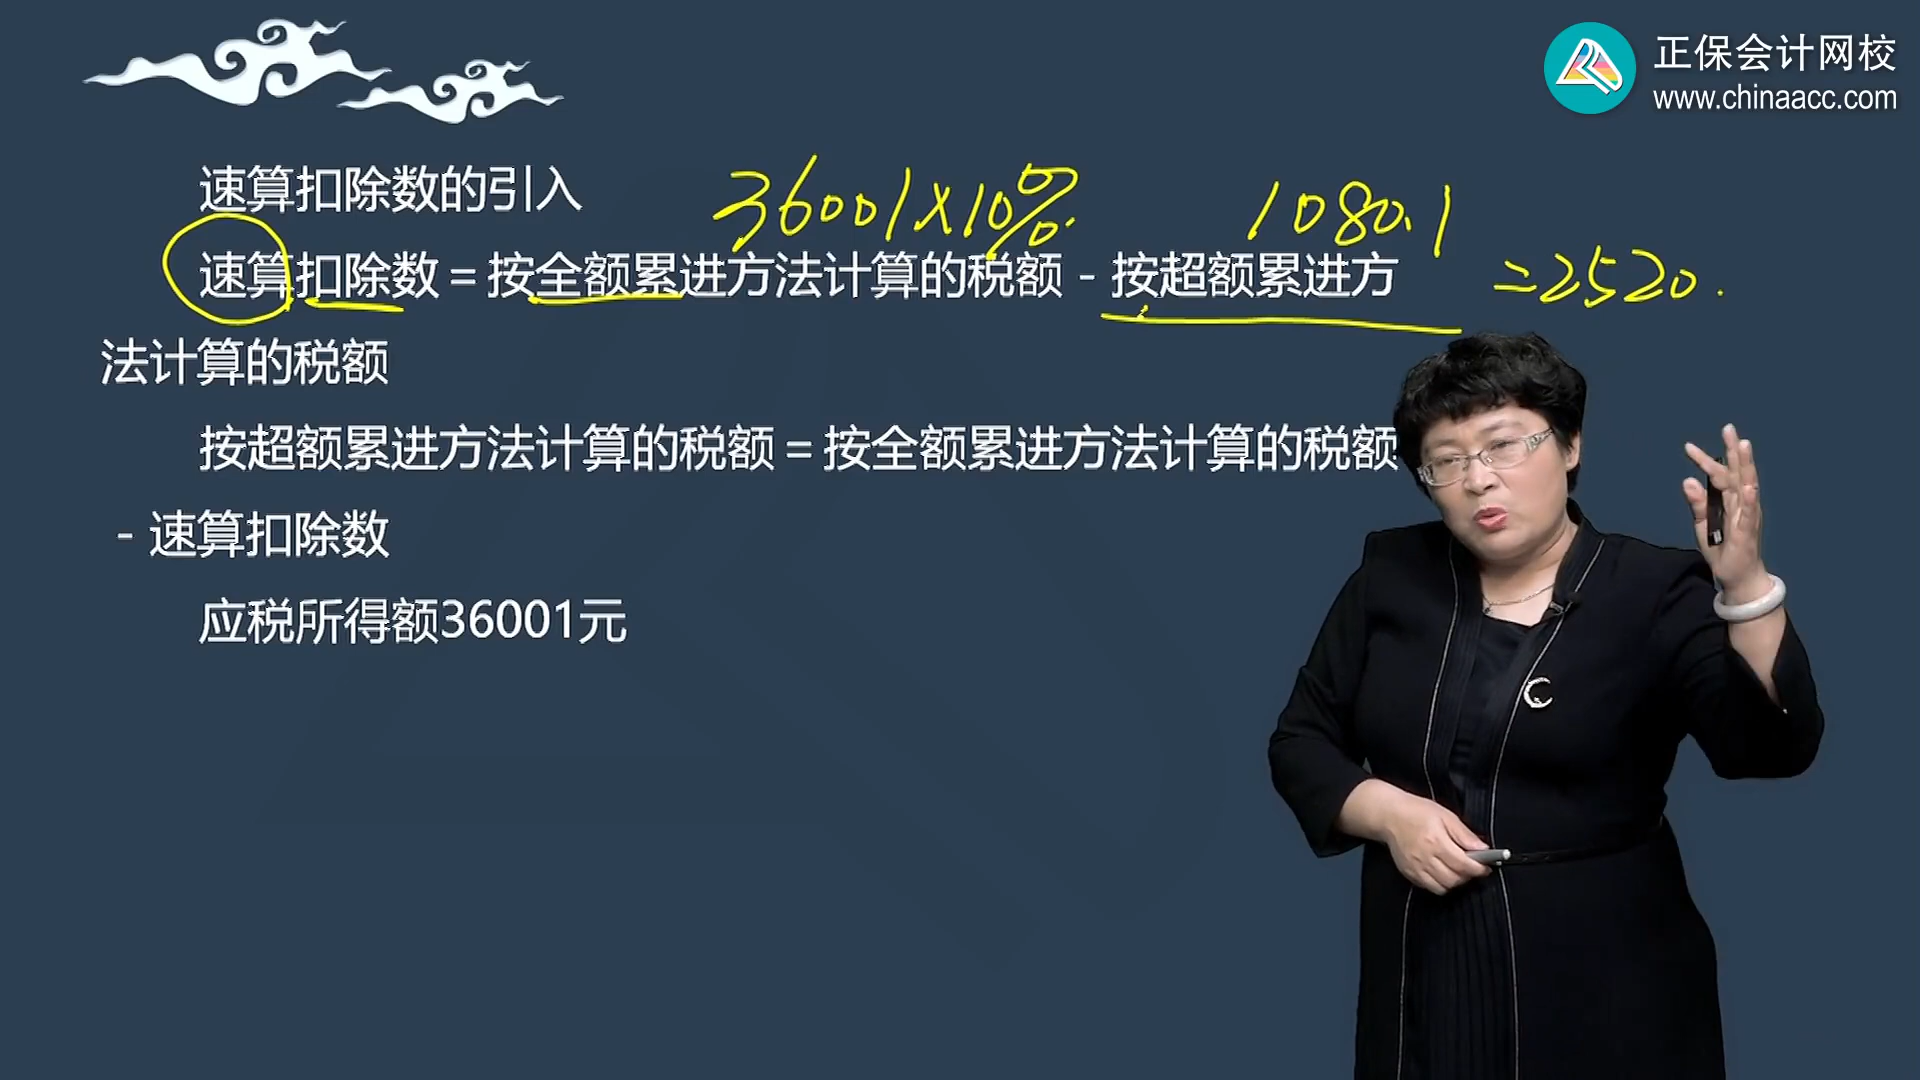 正保会计网校
www.chinaacc.com
速算扣除数的引入
36001×10% 1080.1
速算扣除数＝按全额累进方法计算的税额-按超额累进方 =2520.
法计算的税额
按超额累进方法计算的税额＝按全额累进方法计算的税额
-速算扣除数
应税所得额36001元